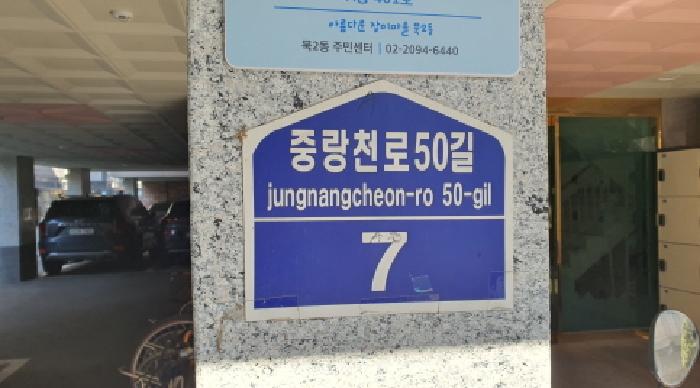 아름다운 장미마을 묵2동
묵2동 주민센터 | 02-2094-6440
중랑천로50길
jungnangcheon-ro 50-gil
7